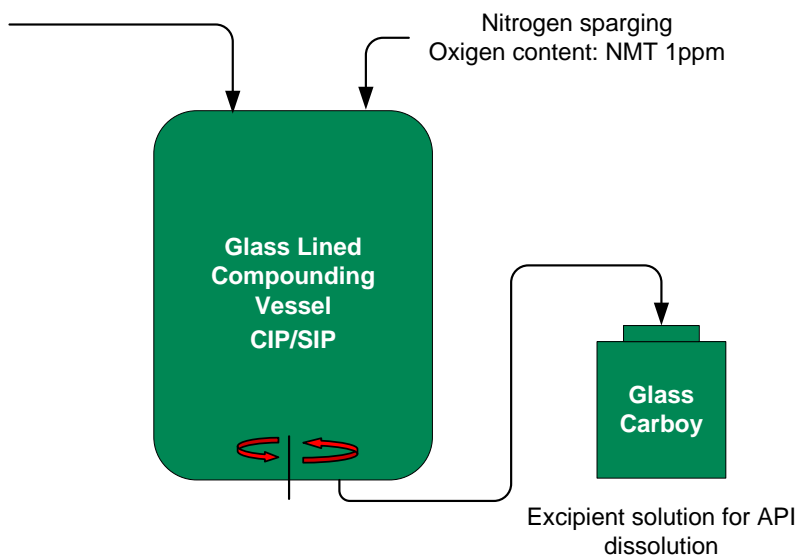 Nitrogen sparging
Oxigen content: NMT 1ppm
Glass Lined
Compounding
Vessel
CIP/SIP
Glass
Carboy
Excipient solution for API
dissolution